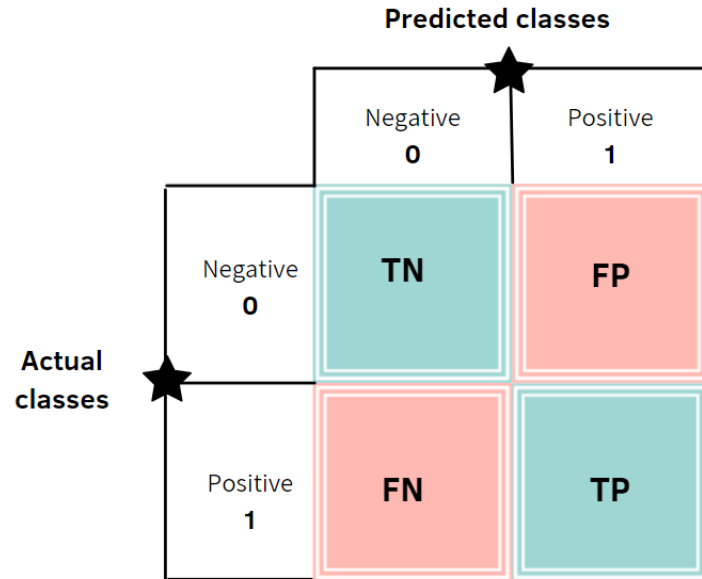 Predicted classes
Negative
0
Positive
1
Negative
0
TN
FP
Actual
classes
Positive
1
FN
TP